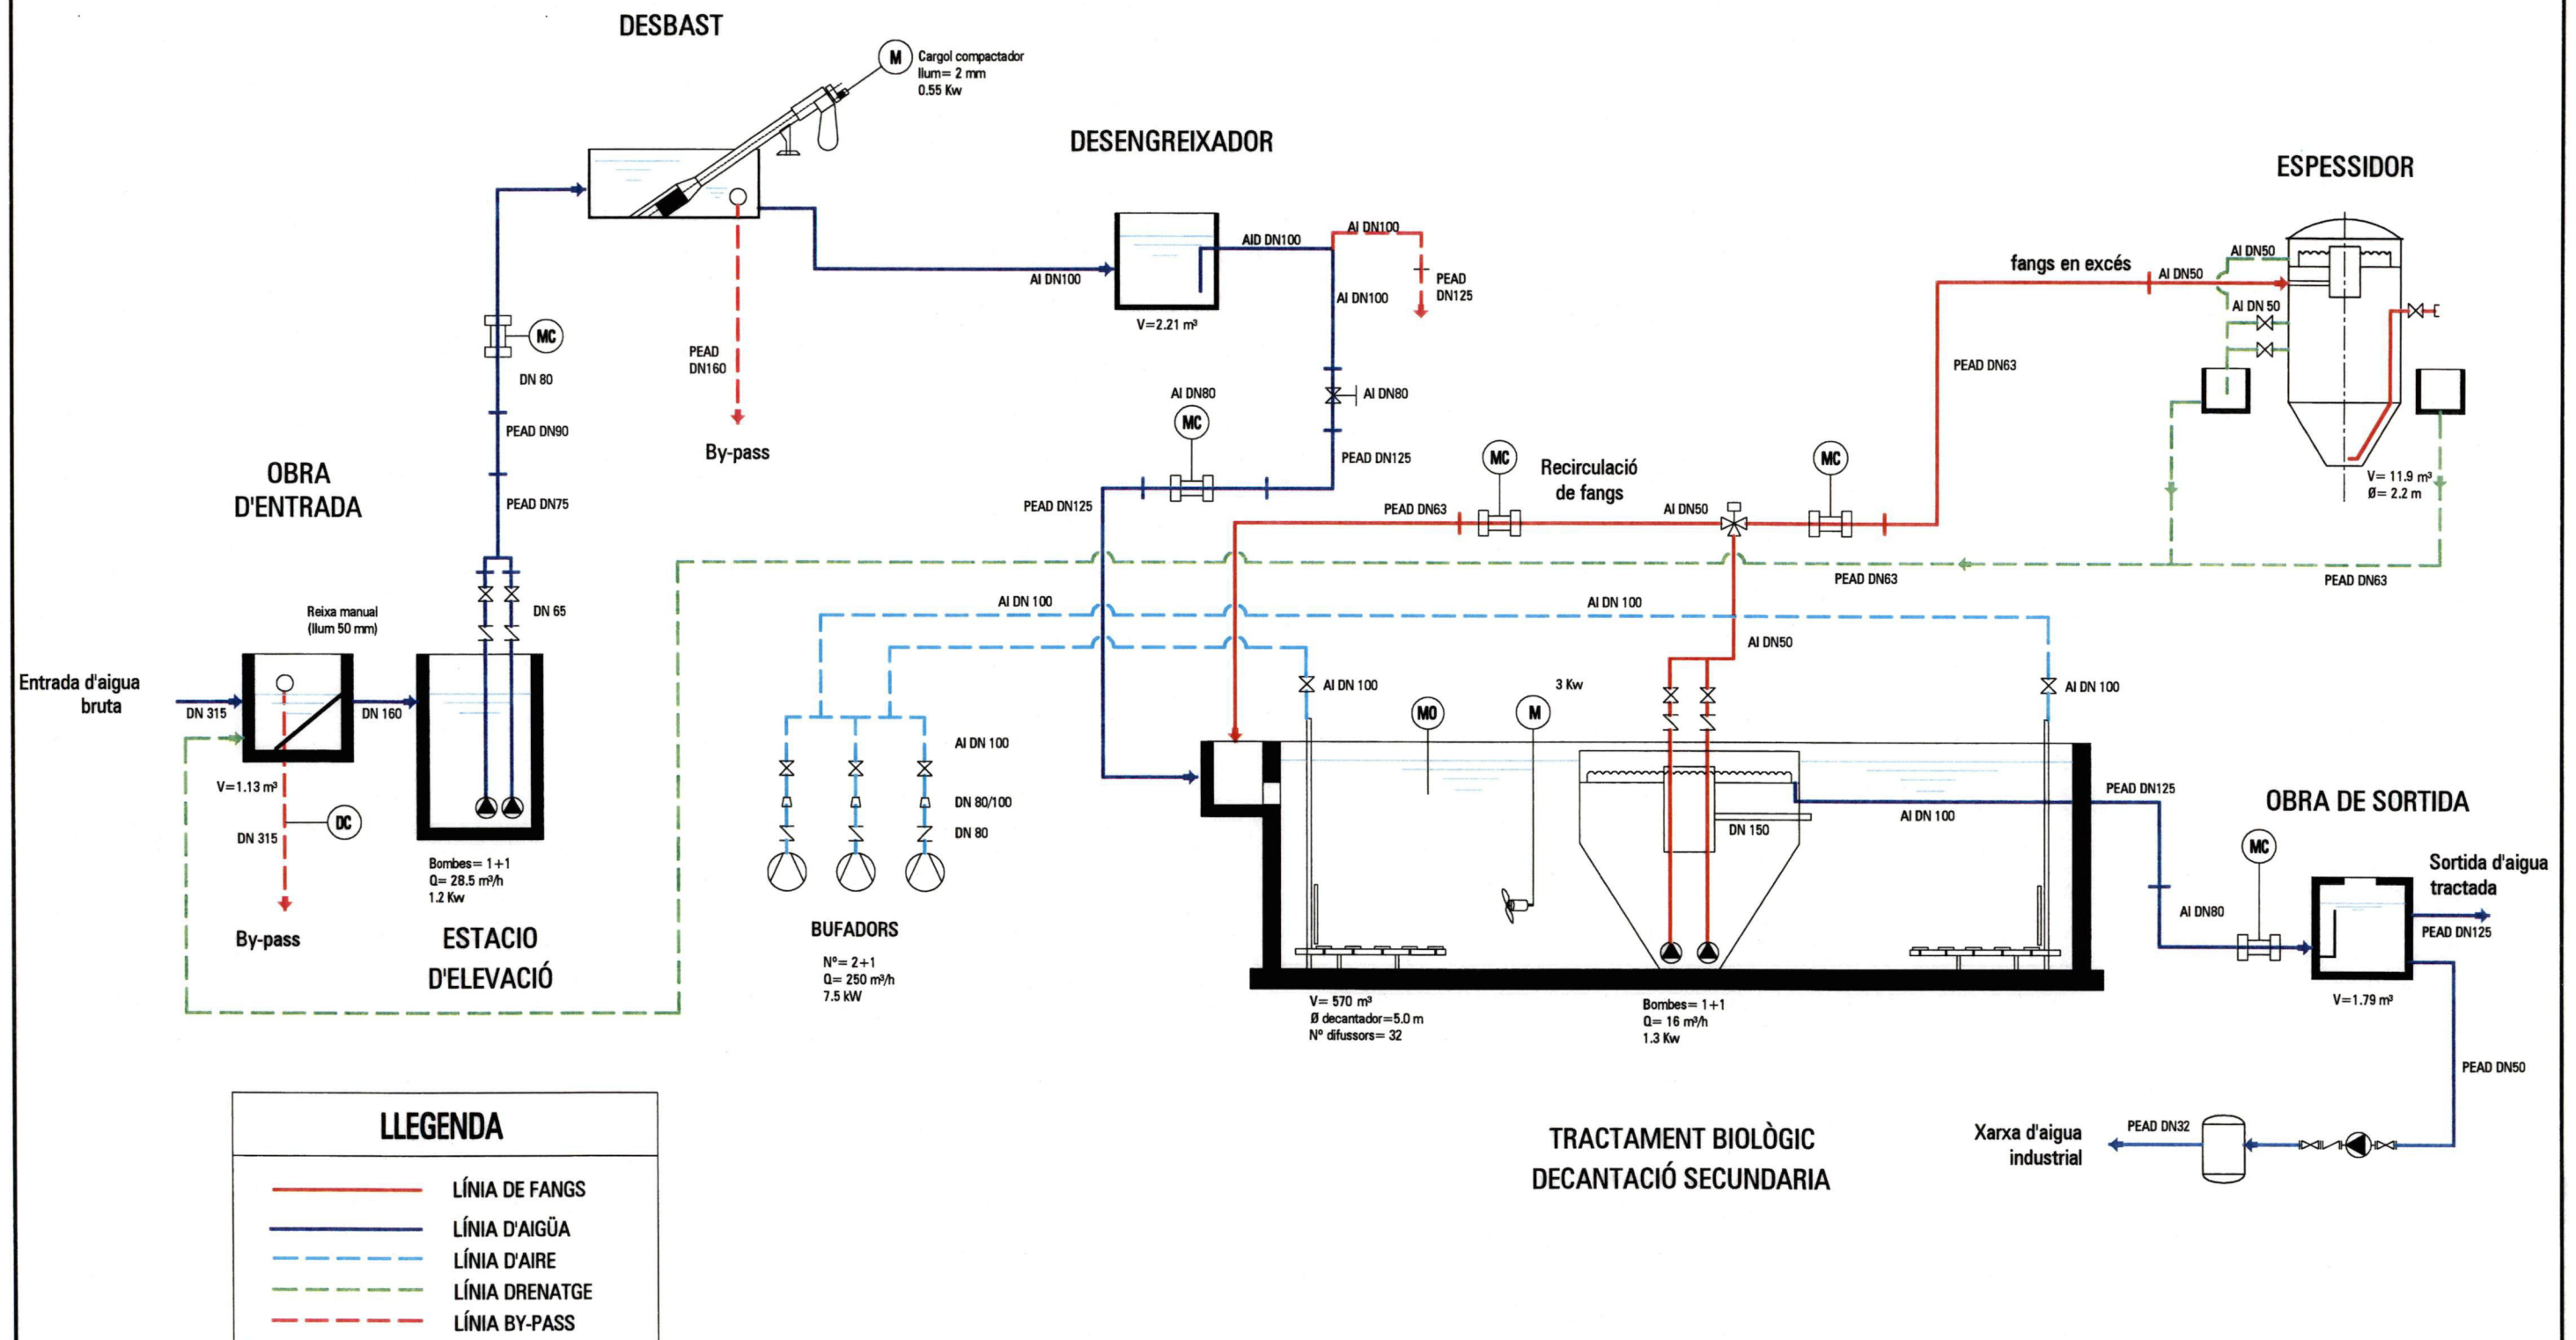 DESBAST
M
Cargol compactador
llum= 2 mm
0.55 Kw
DESENGREIXADOR
ESPESSIDOR
AI DN100
V=2.21 m³
AID DN100
AI DN100
AI DN100
PEAD
DN125
fangs en excés
AI DN50
AI DN50
AI DN 50
V= 11.9 m³
Ø= 2.2 m
PEAD DN63
PEAD DN63
PEAD DN63
MC
DN 80
PEAD DN90
PEAD DN75
DN 65
PEAD
DN160
By-pass
AI DN80
MC
AI DN80
PEAD DN125
PEAD DN125
PEAD DN63
MC
Recirculació
de fangs
AI DN50
MC
AI DN50
OBRA
D'ENTRADA
Reixa manual
(llum 50 mm)
Entrada d'aigua
bruta
DN 315
DN 160
V=1.13 m³
DN 315
DC
By-pass
Bombes= 1+1
Q= 28.5 m³/h
1.2 Kw
ESTACIO
D'ELEVACIÓ
AI DN 100
AI DN 100
AI DN 100
DN 80/100
DN 80
BUFADORS
Nº= 2+1
Q= 250 m³/h
7.5 kW
AI DN 100
MO
M
3 Kw
AI DN 100
DN 150
AI DN 100
PEAD DN125
V= 570 m³
Ø decantador=5.0 m
Nº difussors= 32
Bombes= 1+1
Q= 16 m³/h
1.3 Kw
TRACTAMENT BIOLÒGIC
DECANTACIÓ SECUNDARIA
OBRA DE SORTIDA
MC
AI DN80
Sortida d'aigua
tractada
PEAD DN125
V=1.79 m³
PEAD DN50
Xarxa d'aigua
industrial
PEAD DN32
LLEGENDA
LÍNIA DE FANGS
LÍNIA D'AIGÜA
LÍNIA D'AIRE
LÍNIA DRENATGE
LÍNIA BY-PASS